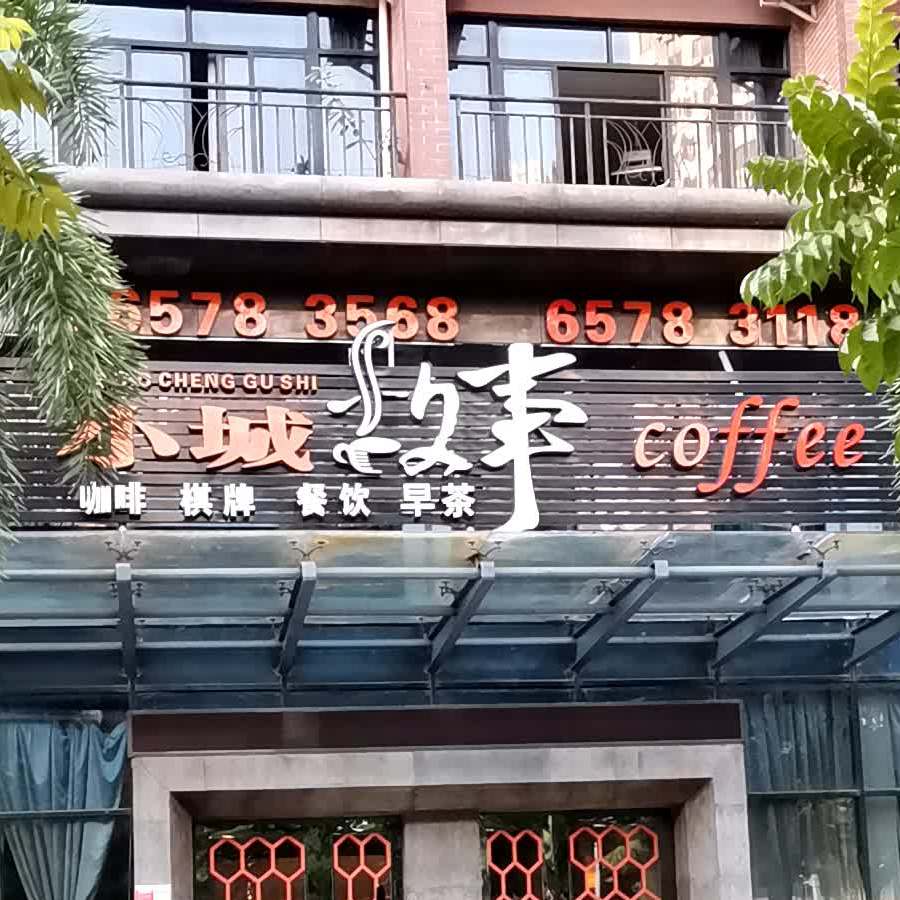 6578 3568 6578 3118
CHENG GU SHI
小城故事 coffee
咖啡 棋牌 餐饮 早茶